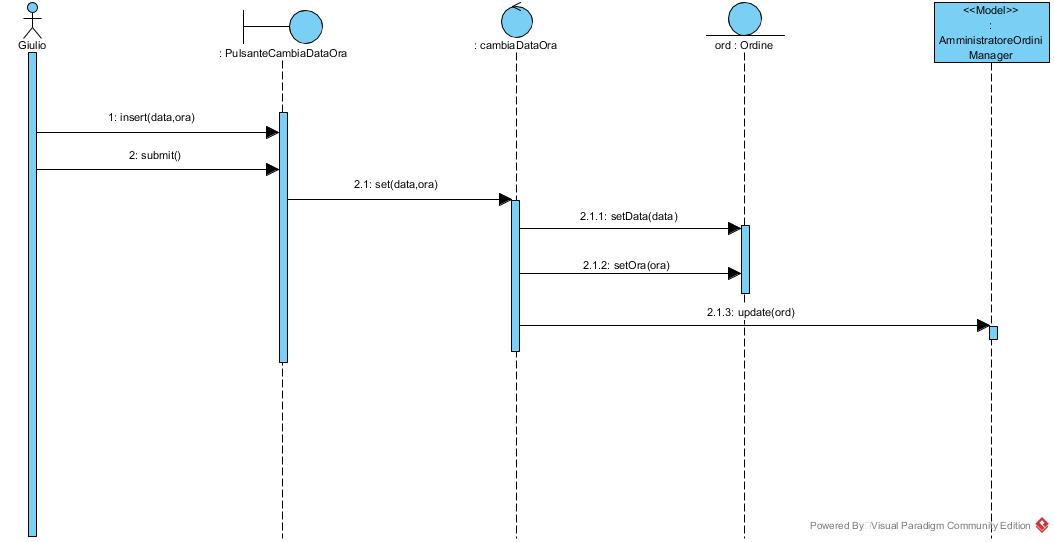 <<Model>>
:
AmministratoreOrdini
Manager
Giulio
: PulsanteCambiaDataOra
: cambiaDataOra
ord : Ordine
1: insert(data,ora)
2: submit()
2.1: set(data,ora)
2.1.1: setData(data)
2.1.2: setOra(ora)
2.1.3: update(ord)
Powered By Visual Paradigm Community Edition